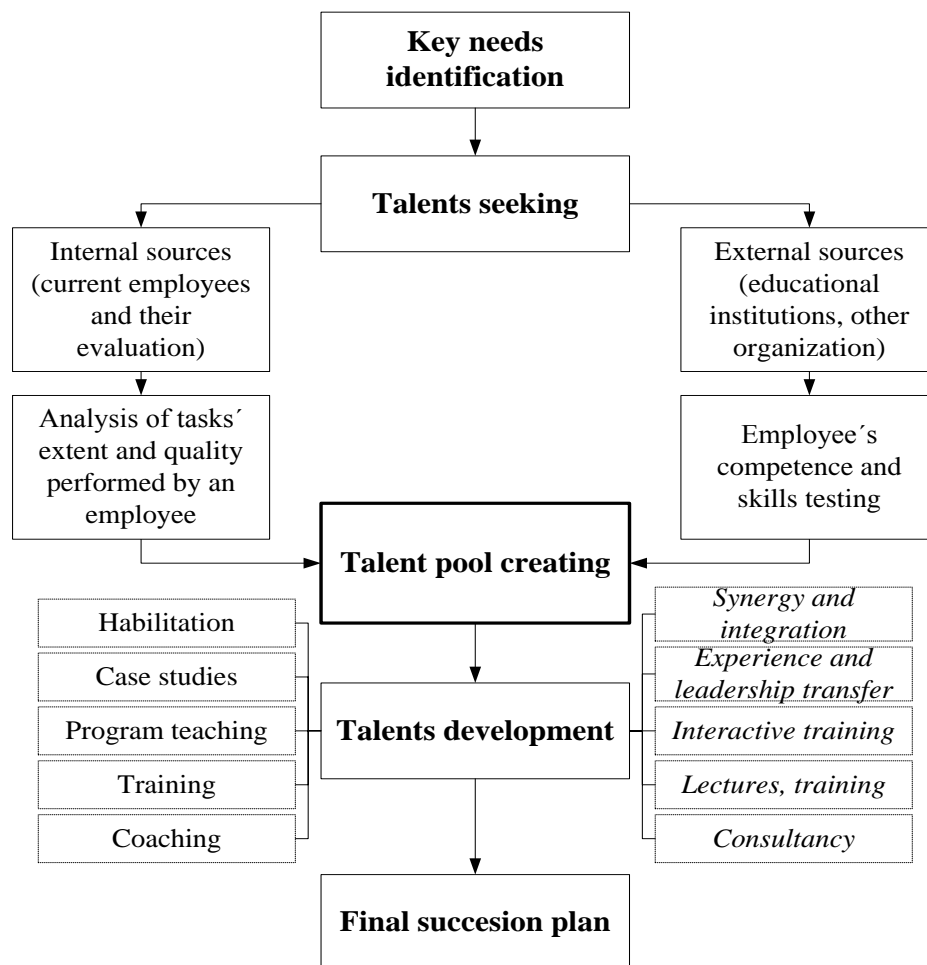 Key needs
identification
Talents seeking
Internal sources
(current employees
and their
evaluation)
External sources
(educational
institutions, other
organization)
Analysis of tasks´
extent and quality
performed by an
employee
Employee´s
competence and
skills testing
Talent pool creating
Habilitation
Case studies
Program teaching
Training
Coaching
Talents development
Synergy and
integration
Experience and
leadership transfer
Interactive training
Lectures, training
Consultancy
Final succesion plan